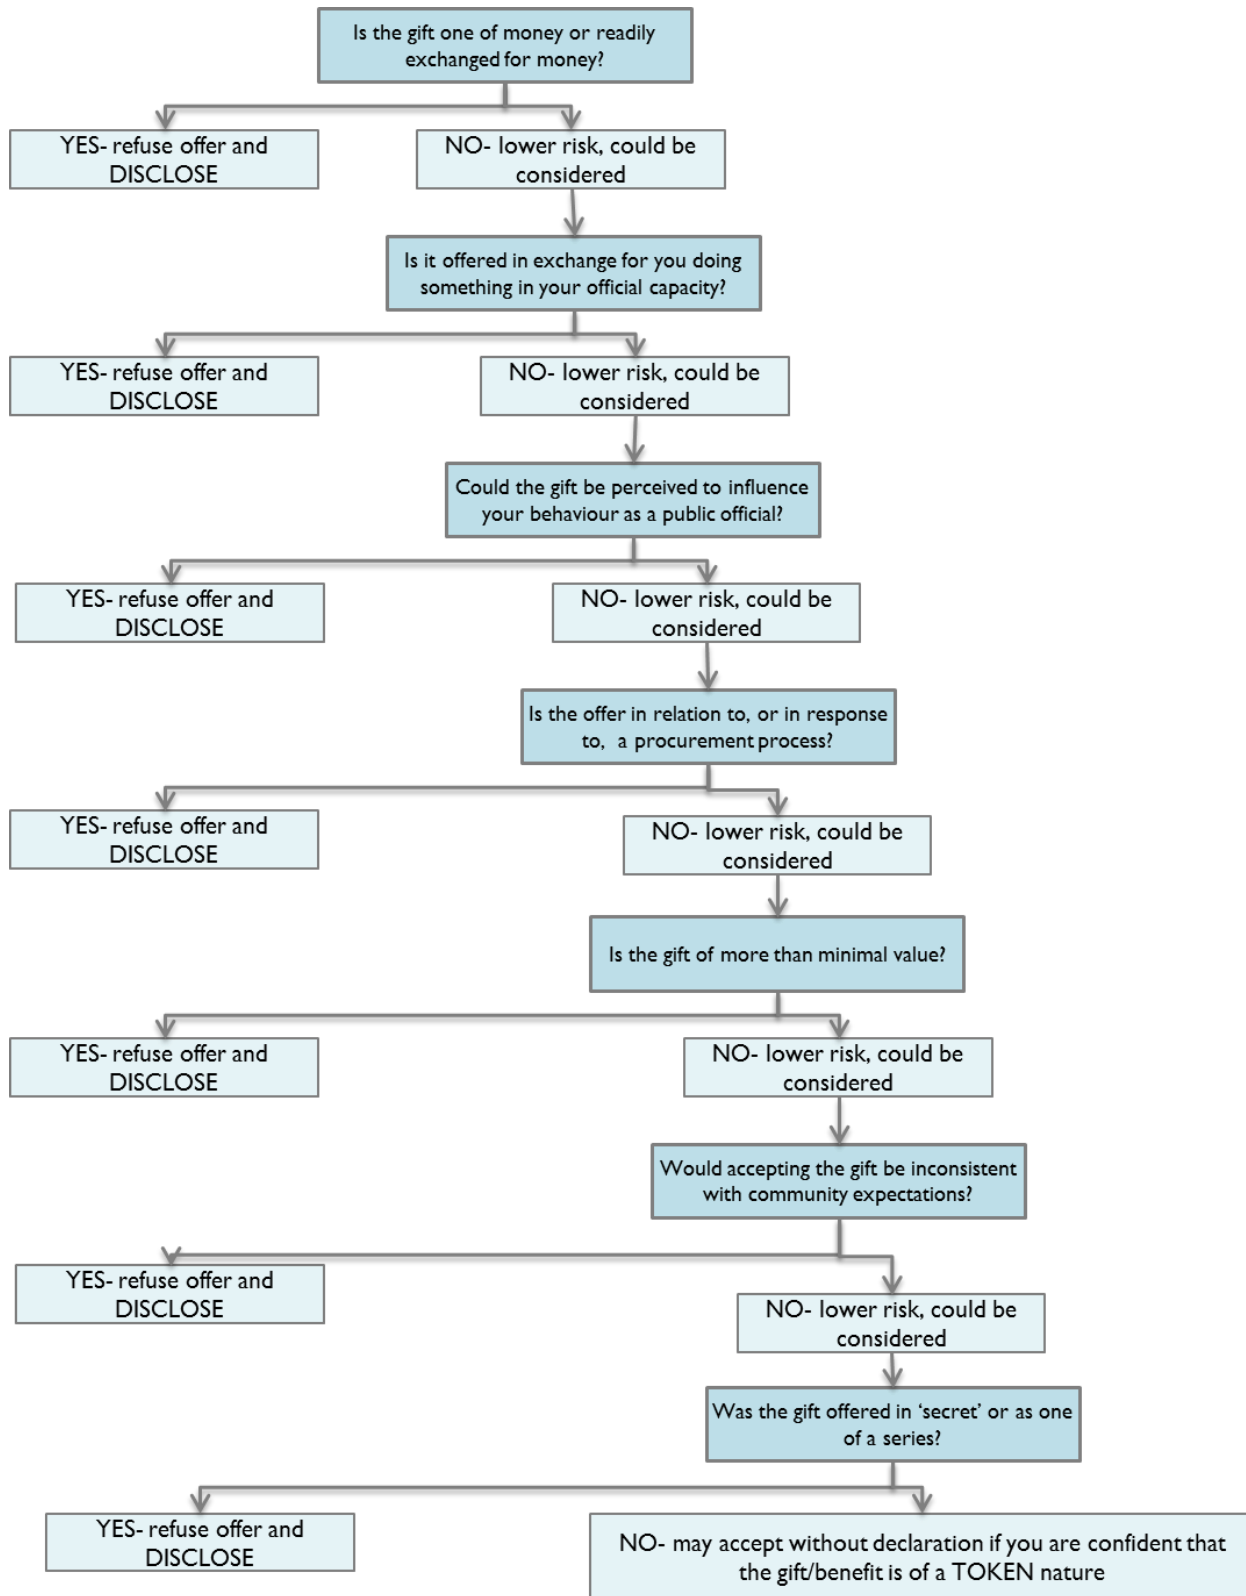 Is the gift one of money or readily
exchanged for money?
YES- refuse offer and
DISCLOSE
NO- lower risk, could be
considered
Is it offered in exchange for you doing
something in your official capacity?
YES- refuse offer and
DISCLOSE
NO- lower risk, could be
considered
Could the gift be perceived to influence
your behaviour as a public official?
YES- refuse offer and
DISCLOSE
NO- lower risk, could be
considered
Is the offer in relation to, or in response
to, a procurement process?
YES- refuse offer and
DISCLOSE
NO- lower risk, could be
considered
Is the gift of more than minimal value?
YES- refuse offer and
DISCLOSE
NO- lower risk, could be
considered
Would accepting the gift be inconsistent
with community expectations?
YES- refuse offer and
DISCLOSE
NO- lower risk, could be
considered
Was the gift offered in ‘secret’ or as one
of a series?
YES- refuse offer and
DISCLOSE
NO- may accept without declaration if you are confident that
the gift/benefit is of a TOKEN nature